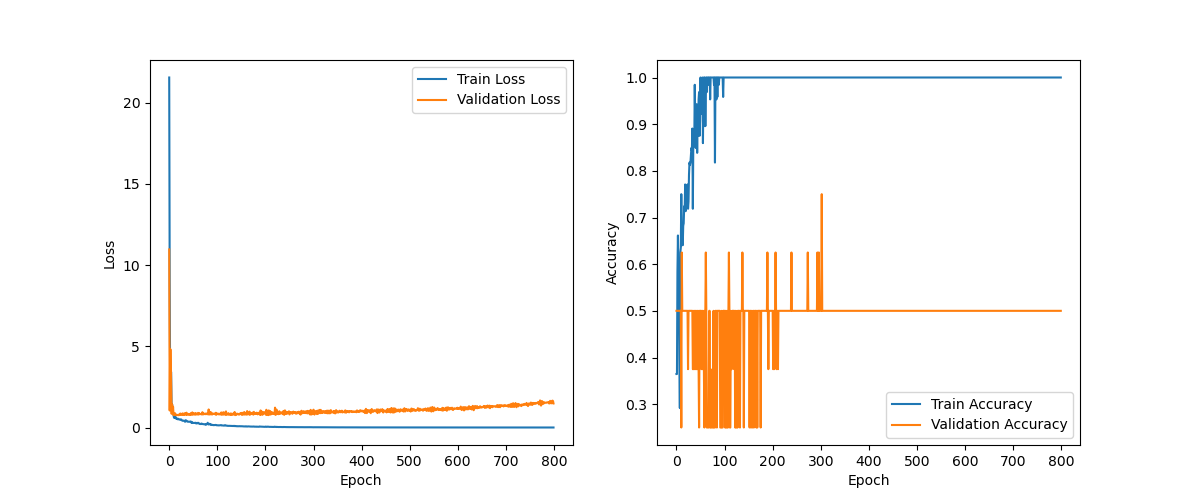 Train Loss
Validation Loss
20
15
10
5
0
Loss
0 100 200 300 400 500 600 700 800
Epoch
1.0
0.9
0.8
0.7
0.6
0.5
0.4
0.3
Accuracy
Train Accuracy
Validation Accuracy
0 100 200 300 400 500 600 700 800
Epoch